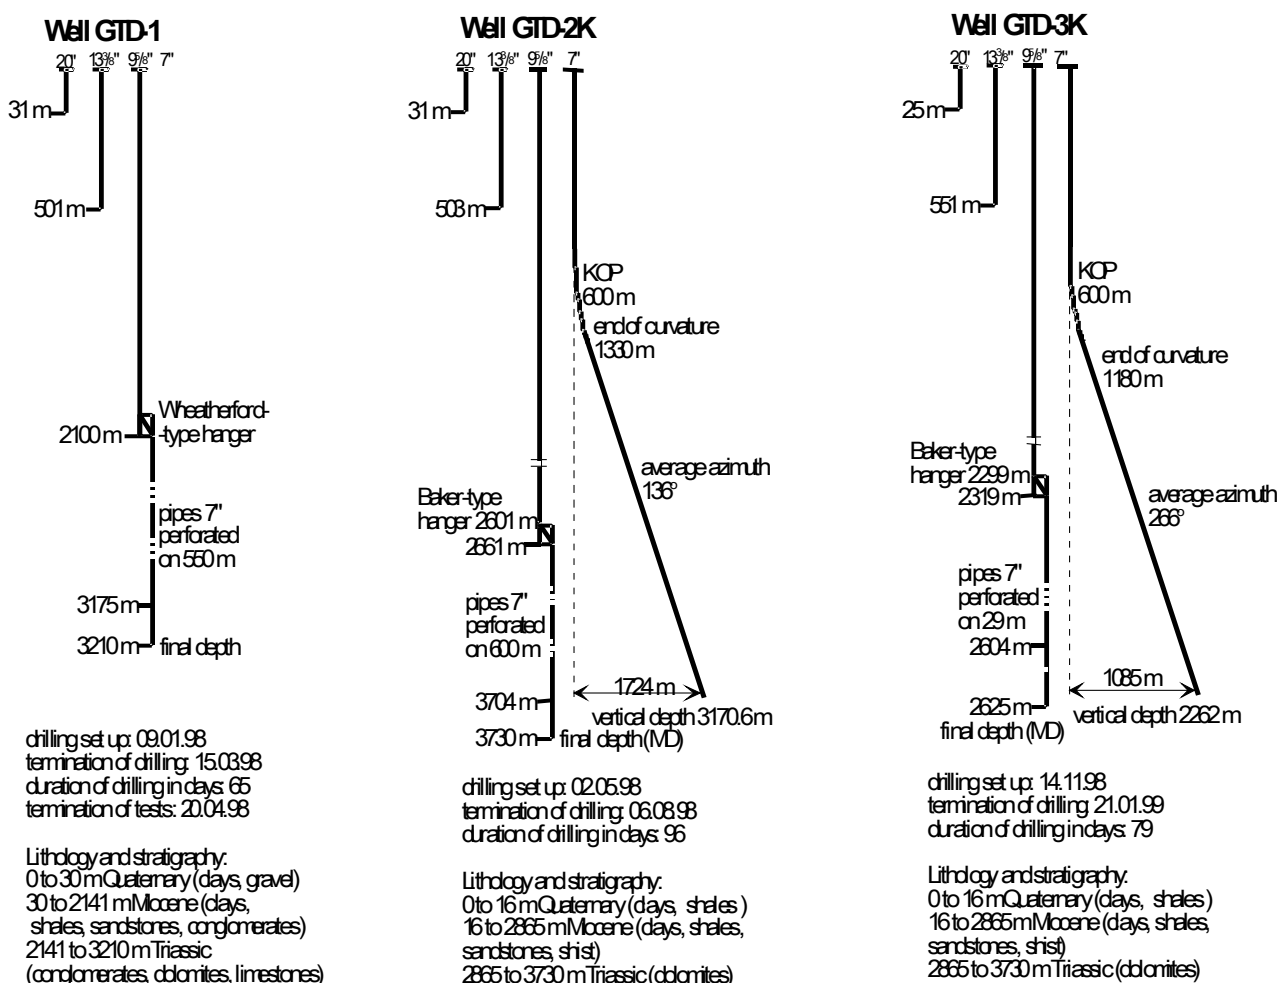 Well GTD-1
20" 13⅜" 9⅝" 7"
31 m
501 m
2100 m
Wheatherford-
-type hanger
pipes 7"
perforated
on 550 m
3175 m
3210 m
final depth
drilling set up: 09.01.98
termination of drilling: 15.03.98
duration of drilling in days: 65
termination of tests: 20.04.98
Lithology and stratigraphy:
0 to 30 m Quaternary (clays, gravel)
30 to 2141 m Miocene (clays,
shales, sandstones, conglomerates)
2141 to 3210 m Triassic
(conglomerates, dolomites, limestones)
Well GTD-2K
20" 13⅜" 9⅝" 7"
31 m
503 m
KOP
600 m
end of curvature
1330 m
average azimuth
136°
Baker-type
hanger 2601 m
2661 m
pipes 7"
perforated
on 600 m
1724 m
3704 m
vertical depth 3170.6 m
3730 m
final depth (MD)
drilling set up: 02.05.98
termination of drilling: 06.08.98
duration of drilling in days: 96
Lithology and stratigraphy:
0 to 16 m Quaternary (clays, shales )
16 to 2865 m Miocene (clays, shales,
sandstones, shist)
2865 to 3730 m Triassic (dolomites)
Well GTD-3K
20" 13⅜" 9⅝" 7"
25 m
551 m
KOP
600 m
end of curvature
1180 m
Baker-type
hanger 2299 m
2319 m
average azimuth
266°
pipes 7"
perforated
on 29 m
2604 m
1085 m
2625 m
vertical depth 2262 m
final depth (MD)
drilling set up: 14.11.98
termination of drilling: 21.01.99
duration of drilling in days: 79
Lithology and stratigraphy:
0 to 16 m Quaternary (clays, shales )
16 to 2865 m Miocene (clays, shales,
sandstones, shist)
2865 to 3730 m Triassic (dolomites)